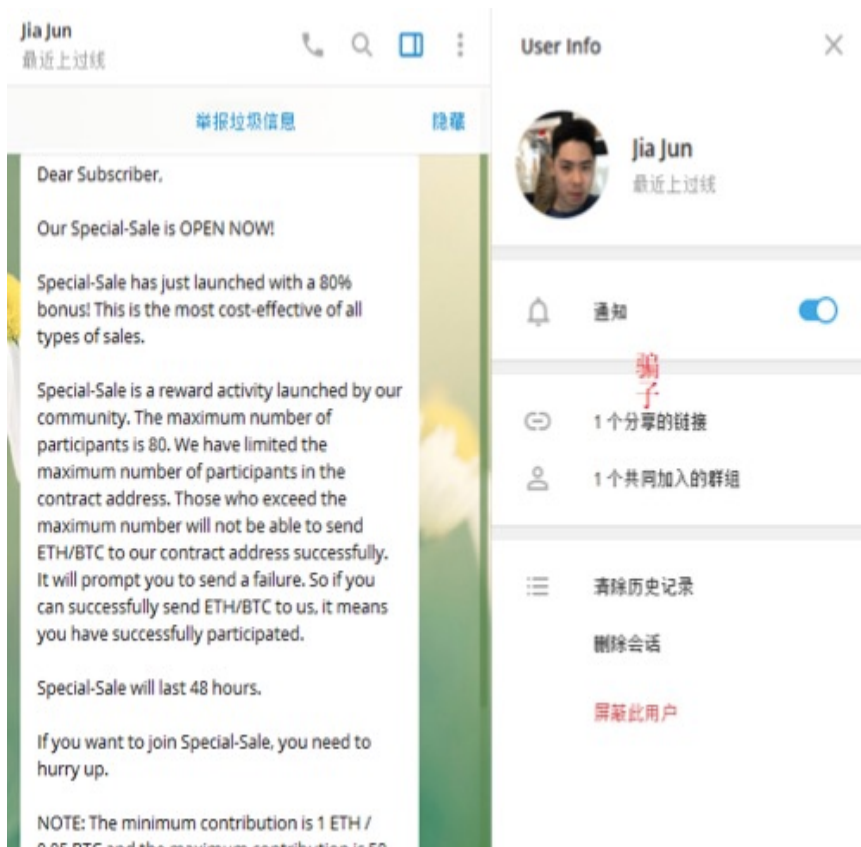 Jia Jun
最近上过线
举报垃圾信息 隐藏
Dear Subscriber,
Our Special-Sale is OPEN NOW!
Special-Sale has just launched with a 80%
bonus! This is the most cost-effective of all
types of sales.
Special-Sale is a reward activity launched by our
community. The maximum number of
participants is 80. We have limited the
maximum number of participants in the
contract address. Those who exceed the
maximum number will not be able to send
ETH/BTC to our contract address successfully.
It will prompt you to send a failure. So if you
can successfully send ETH/BTC to us, it means
you have successfully participated.
Special-Sale will last 48 hours.
If you want to join Special-Sale, you need to
hurry up.
NOTE: The minimum contribution is 1 ETH /
0.05 BTC and the maximum contribution is 50
User Info
Jia Jun
最近上过线
通知
骗子
1 个分享的链接
1 个共同加入的群组
清除历史记录
删除会话
屏蔽此用户